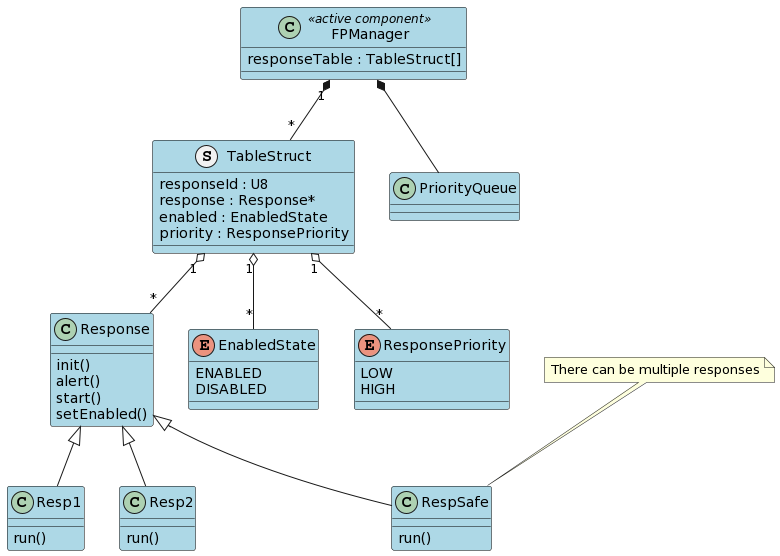 C
«active component»
FPManager
responseTable : TableStruct[]
1
*
S TableStruct
responseId : U8
response : Response*
enabled : EnabledState
priority : ResponsePriority
C PriorityQueue
1
1
1
*
*
*
C Response
init()
alert()
start()
setEnabled()
E EnabledState
ENABLED
DISABLED
E ResponsePriority
LOW
HIGH
There can be multiple responses
C Resp1
run()
C Resp2
run()
C RespSafe
run()